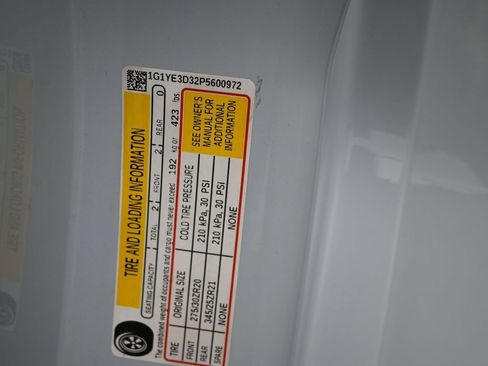 1G1YE3D32P5600972
TIRE AND LOADING INFORMATION
SEATING CAPACITY TOTAL 2 FRONT 2 REAR 0
The combined weight of occupants and cargo must never exceed 192 kg or 423 lbs.
TIRE ORIGINAL SIZE COLD TIRE PRESSURE
FRONT 275/30ZR20 210 kPa, 30 PSI
REAR 345/25ZR21 210 kPa, 30 PSI
SPARE NONE NONE
SEE OWNER'S
MANUAL FOR
ADDITIONAL
INFORMATION